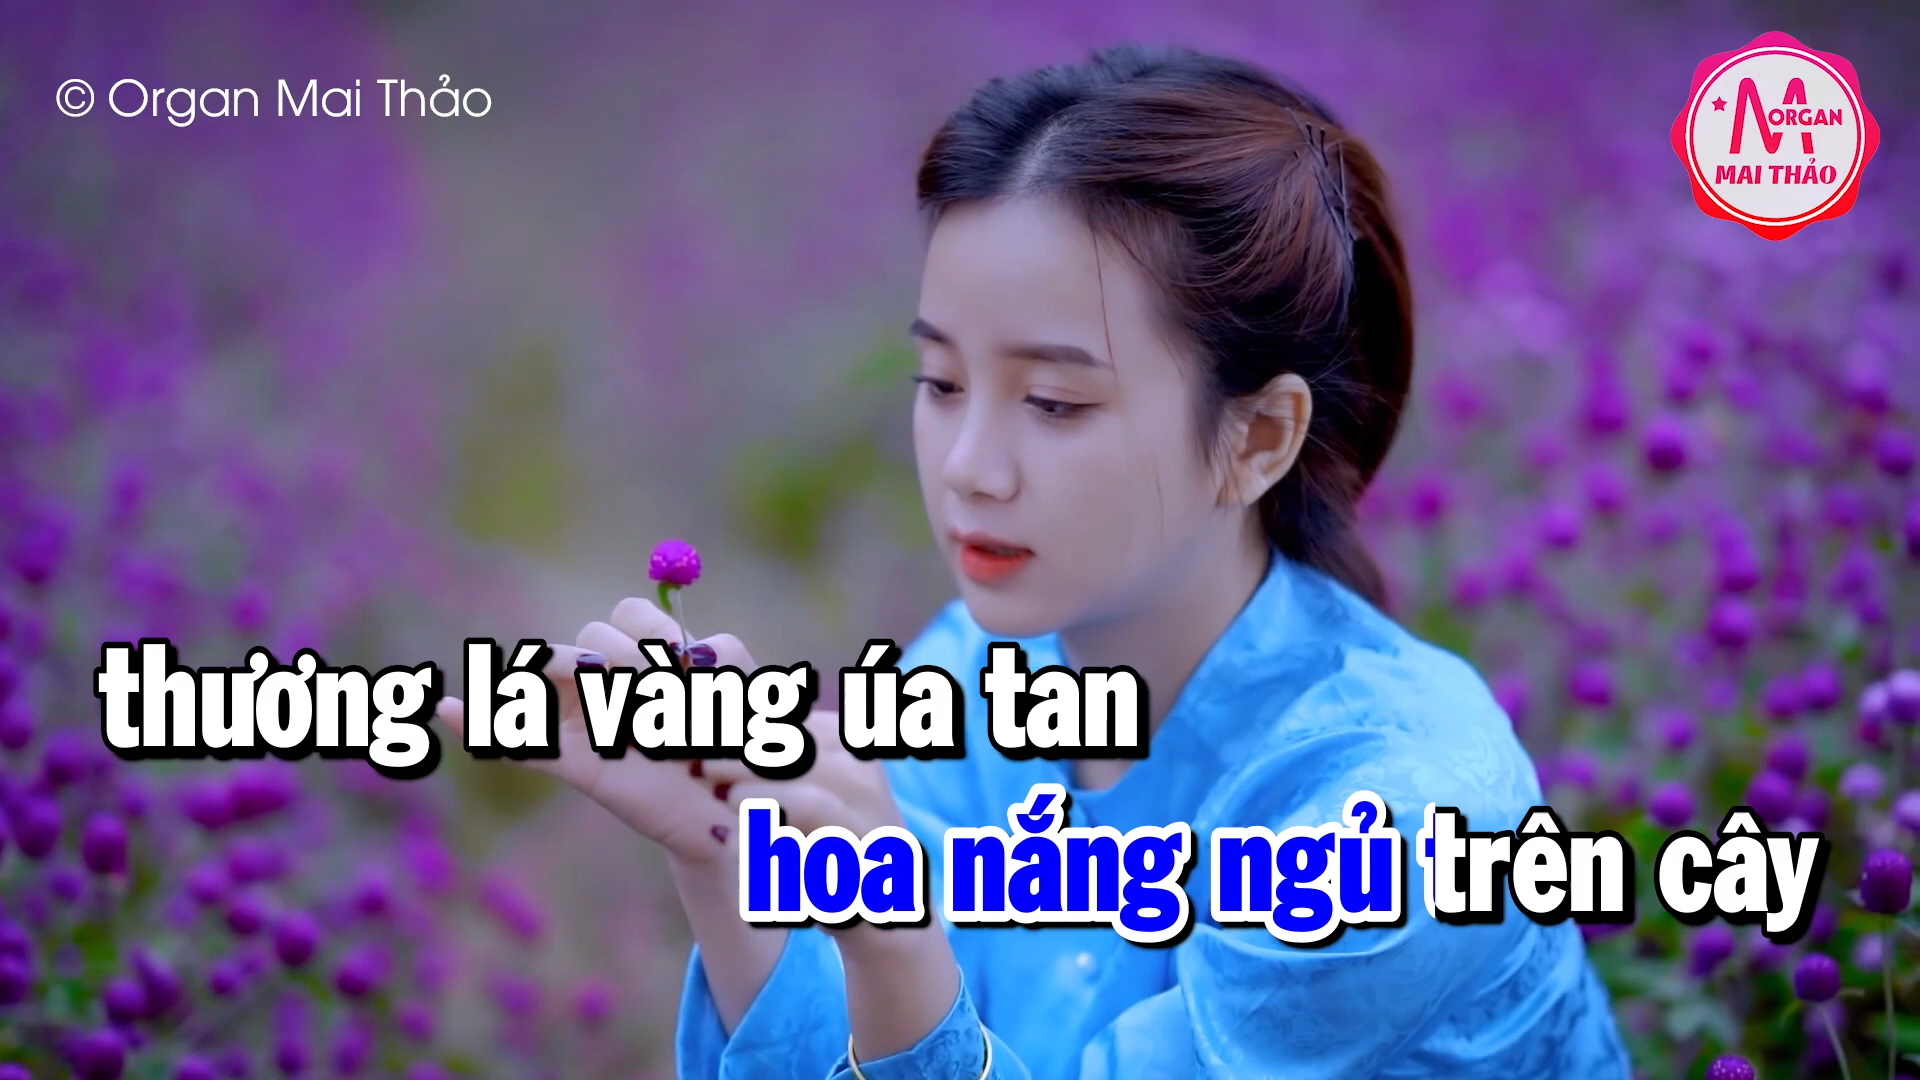 © Organ Mai Thảo
M ORGAN
MAI THẢO
thương lá vàng úa tan
hoa nắng ngủ trên cây